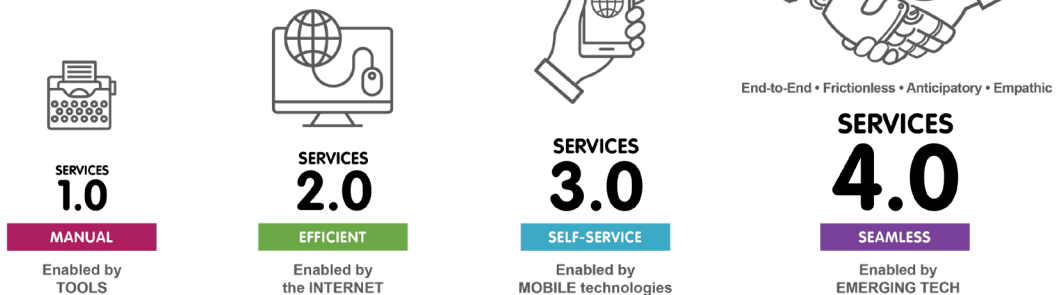 End-to-End • Frictionless • Anticipatory • Empathic
SERVICES
1.0
MANUAL
Enabled by
TOOLS
SERVICES
2.0
EFFICIENT
Enabled by
the INTERNET
SERVICES
3.0
SELF-SERVICE
Enabled by
MOBILE technologies
SERVICES
4.0
SEAMLESS
Enabled by
EMERGING TECH